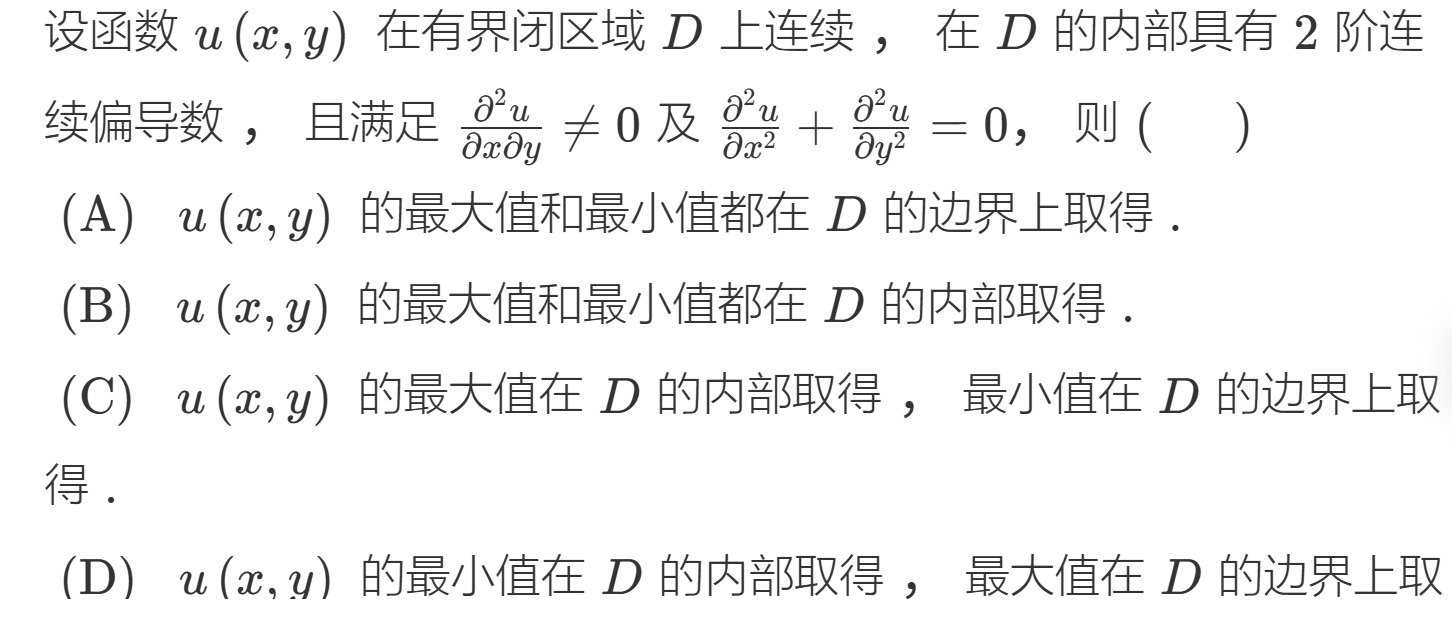 设函数 u (x, y) 在有界闭区域 D 上连续， 在 D 的内部具有 2 阶连
续偏导数， 且满足 ∂²u/∂x∂y ≠ 0 及 ∂²u/∂x² + ∂²u/∂y² = 0， 则 (    )
(A) u (x, y) 的最大值和最小值都在 D 的边界上取得 .
(B) u (x, y) 的最大值和最小值都在 D 的内部取得 .
(C) u (x, y) 的最大值在 D 的内部取得， 最小值在 D 的边界上取
得 .
(D) u (x, y) 的最小值在 D 的内部取得， 最大值在 D 的边界上取